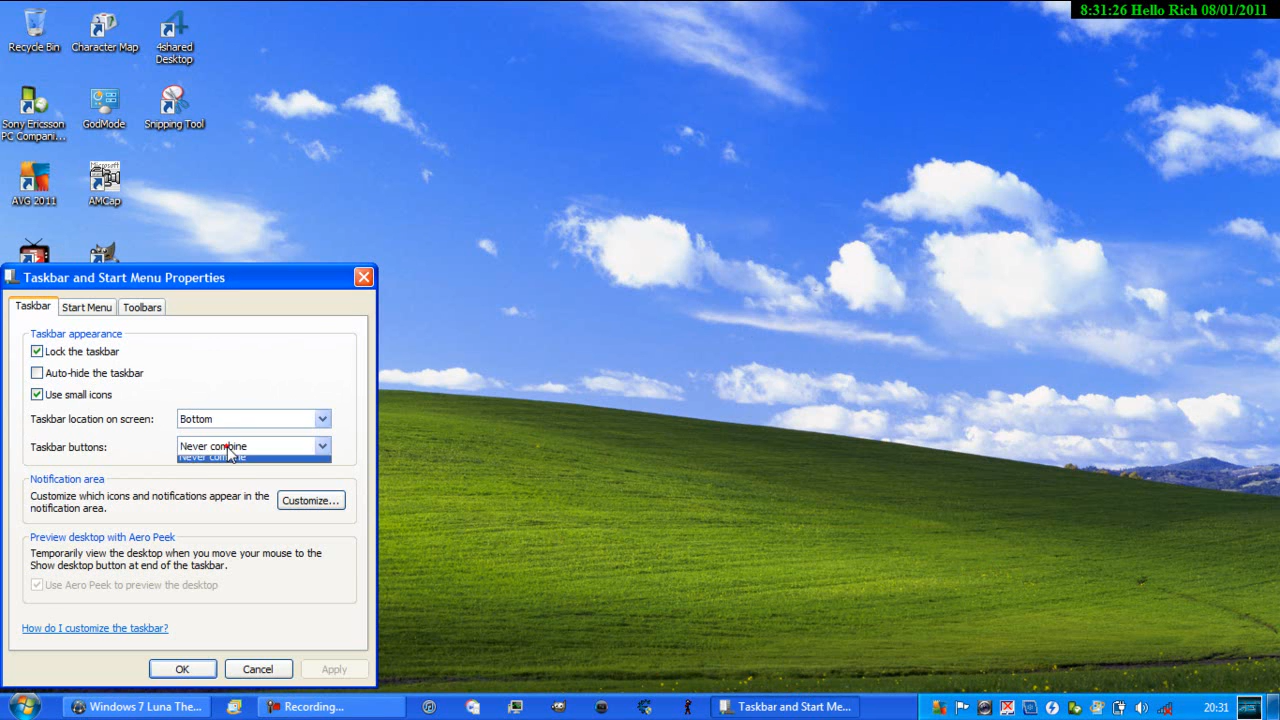 8:31:26 Hello Rich 08/01/2011
Recycle Bin
Character Map
4shared
Desktop
Sony Ericsson
PC Compani...
GodMode
Snipping Tool
AVG 2011
Microsoft
AMCap
Taskbar and Start Menu Properties
Taskbar
Start Menu
Toolbars
Taskbar appearance
Lock the taskbar
Auto-hide the taskbar
Use small icons
Taskbar location on screen:
Bottom
Taskbar buttons:
Never combine
Never combine
Notification area
Customize which icons and notifications appear in the
notification area.
Customize...
Preview desktop with Aero Peek
Temporarily view the desktop when you move your mouse to the
Show desktop button at end of the taskbar.
Use Aero Peek to preview the desktop
How do I customize the taskbar?
OK
Cancel
Apply
Windows 7 Luna The...
Recording...
Taskbar and Start Me...
20:31